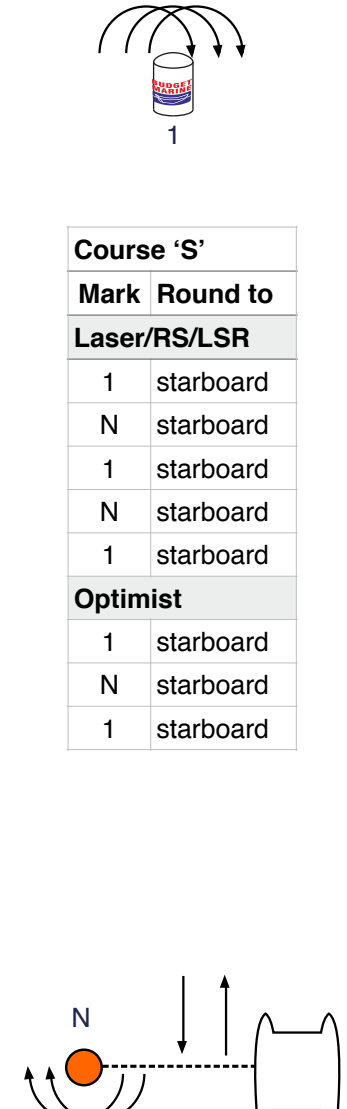 BUDGET
MARINE
1
Course ‘S’
Mark Round to
Laser/RS/LSR
1 starboard
N starboard
1 starboard
N starboard
1 starboard
Optimist
1 starboard
N starboard
1 starboard
N